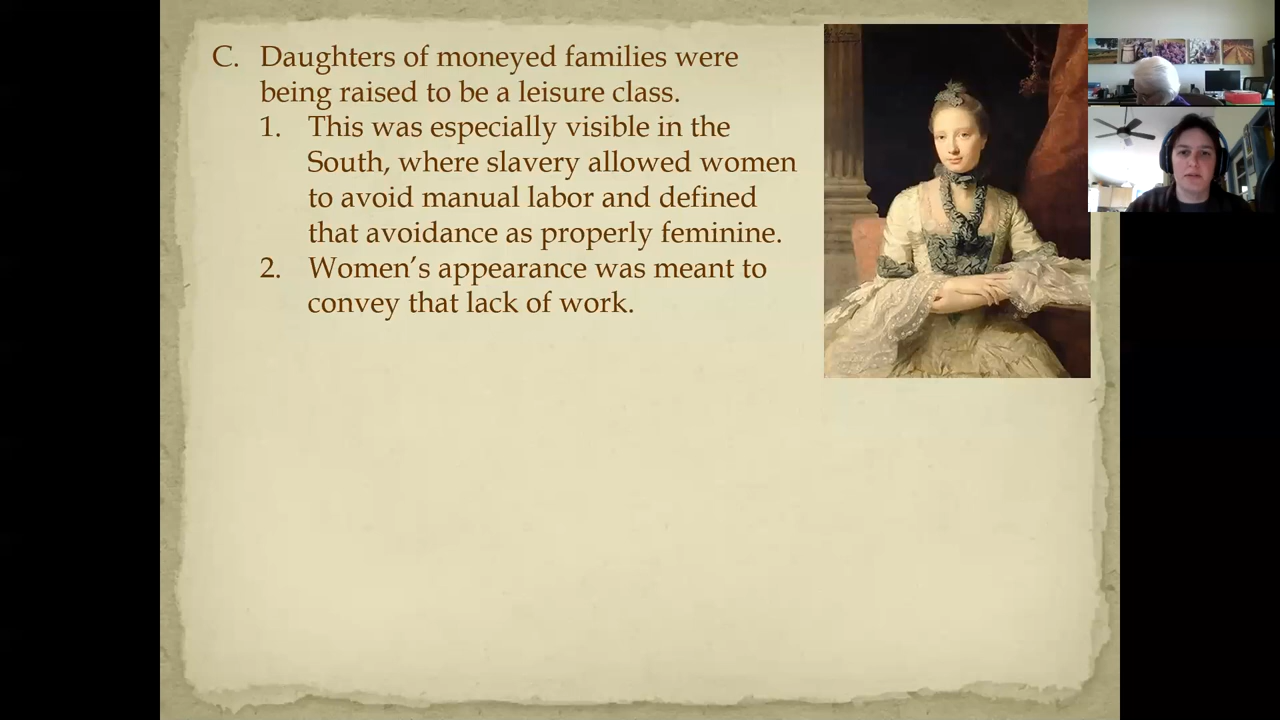 C. Daughters of moneyed families were
being raised to be a leisure class.
1. This was especially visible in the
South, where slavery allowed women
to avoid manual labor and defined
that avoidance as properly feminine.
2. Women’s appearance was meant to
convey that lack of work.